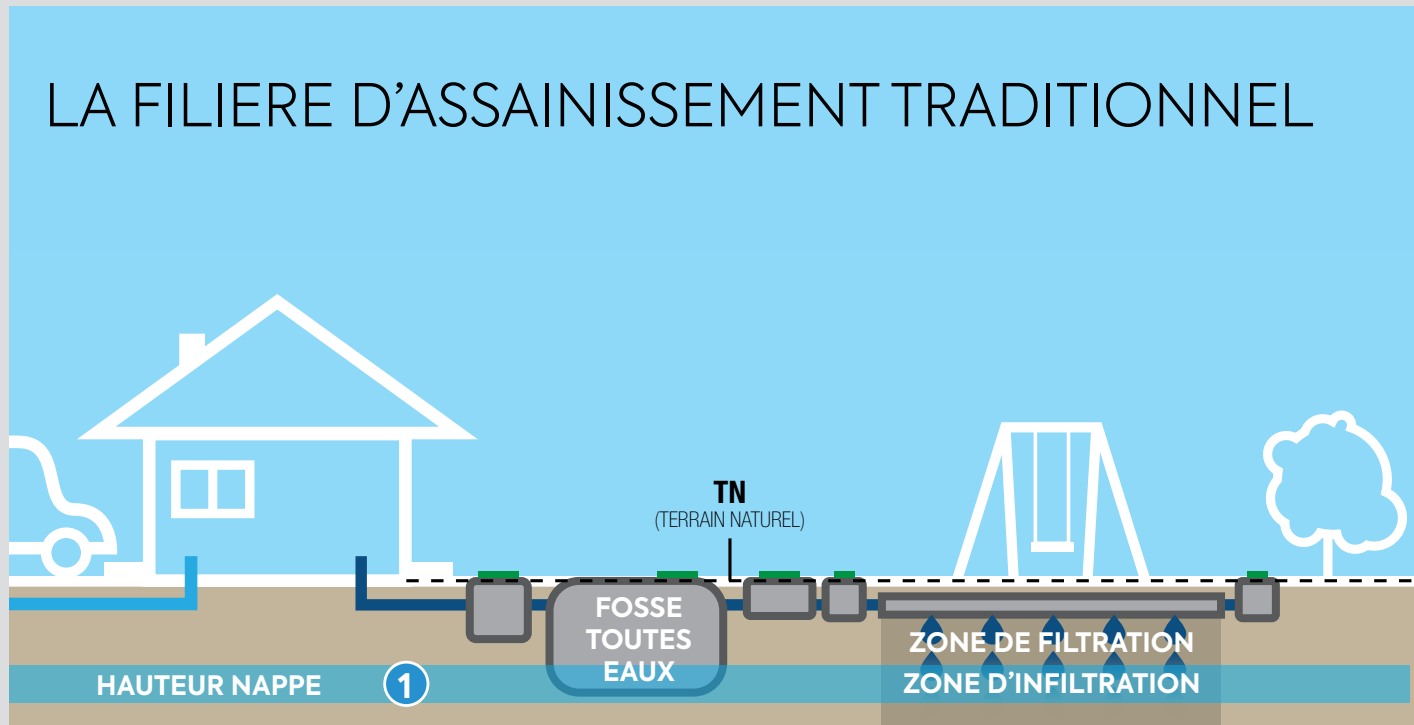 LA FILIERE D'ASSAINISSEMENT TRADITIONNEL
TN
(TERRAIN NATUREL)
FOSSE
TOUTES
EAUX
ZONE DE FILTRATION
HAUTEUR NAPPE 1
ZONE D'INFILTRATION